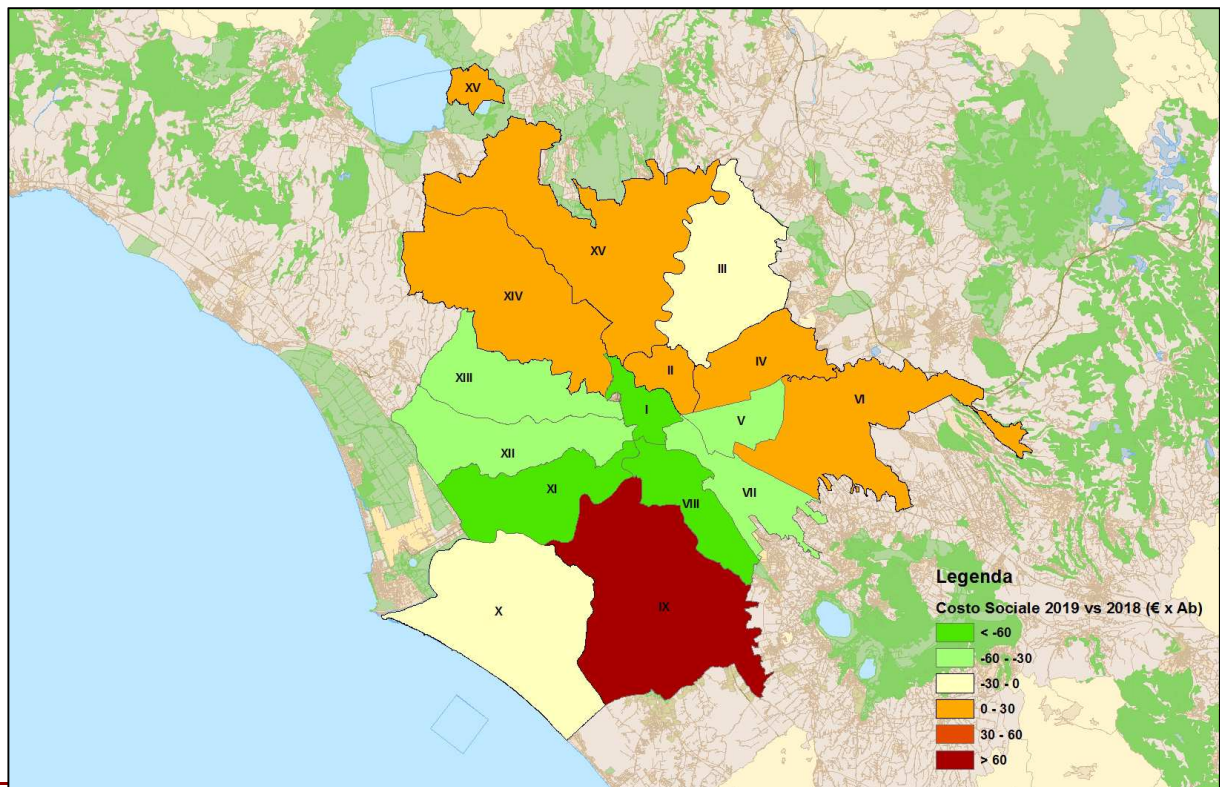 XV
XV
III
XIV
IV
II
VI
XIII
I
V
XII
XI
VIII
VII
X
IX
Legenda
Costo Sociale 2019 vs 2018 (€ x Ab)
< -60
-60 - -30
-30 - 0
0 - 30
30 - 60
> 60